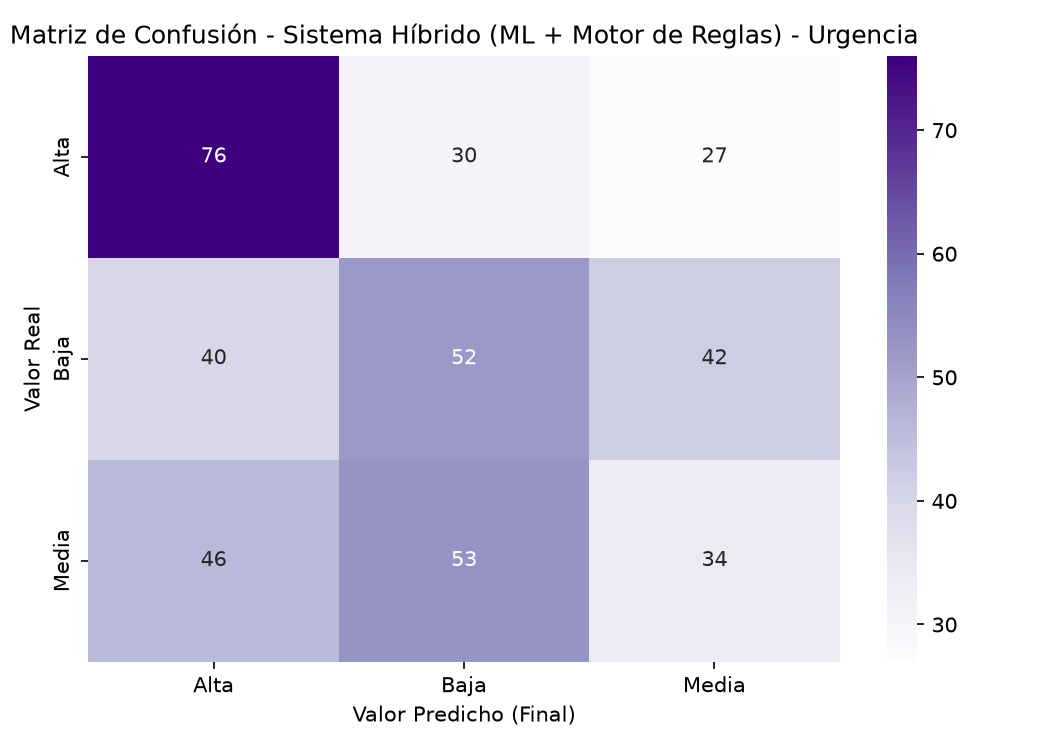 Matriz de Confusión - Sistema Híbrido (ML + Motor de Reglas) - Urgencia
Valor Real
Alta
76
30
27
Baja
40
52
42
Media
46
53
34
Alta
Baja
Media
Valor Predicho (Final)
70
60
50
40
30